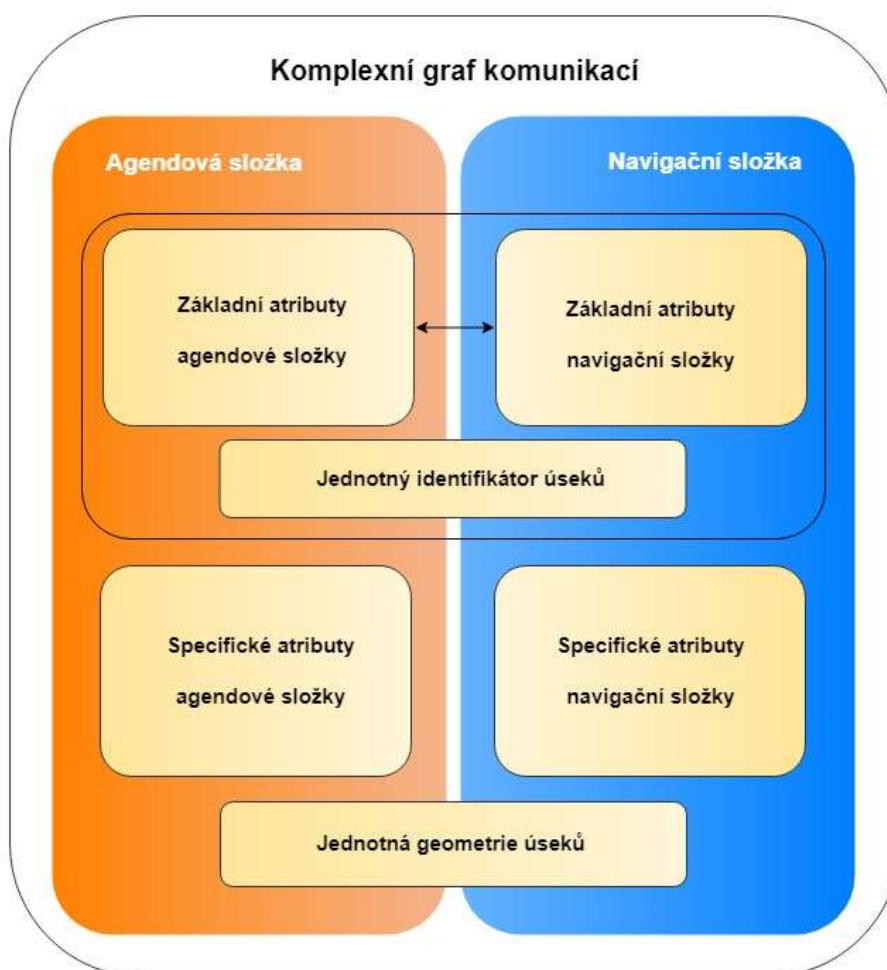 Komplexní graf komunikací
Agendová složka
Navigační složka
Základní atributy
agendové složky
Základní atributy
navigační složky
Jednotný identifikátor úseků
Specifické atributy
agendové složky
Specifické atributy
navigační složky
Jednotná geometrie úseků